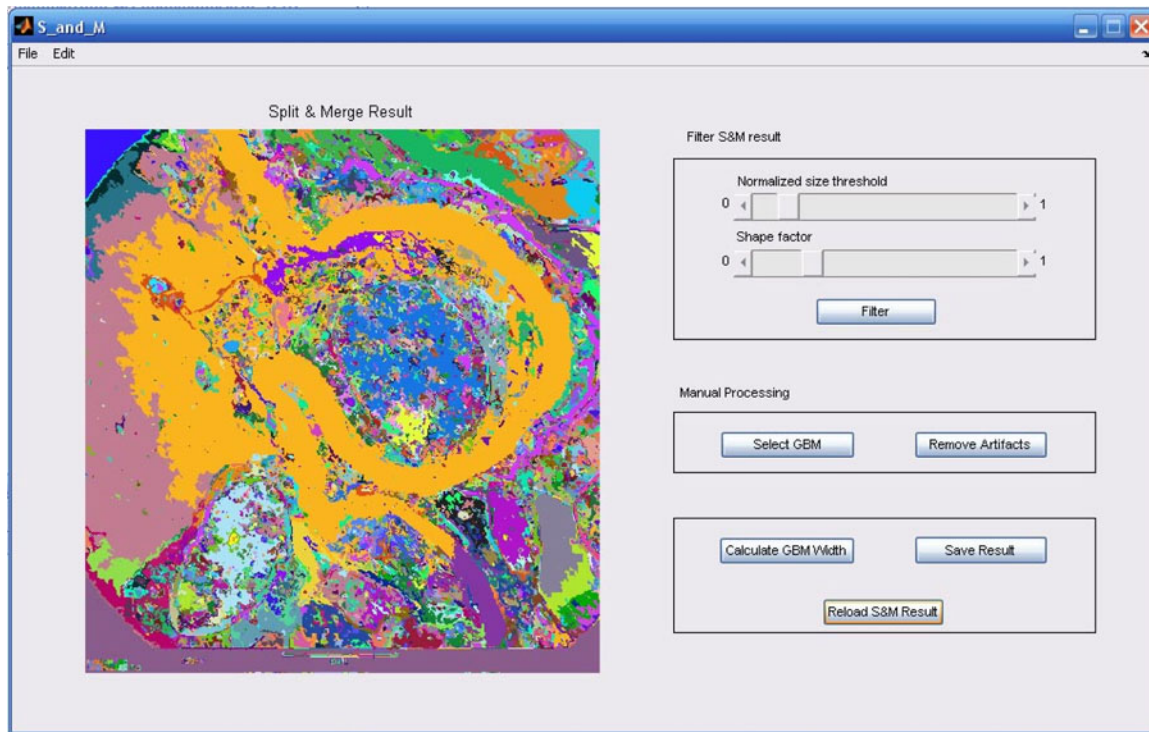 S_and_M
File Edit
Split & Merge Result
Filter S&M result
Normalized size threshold
0 1
Shape factor
0 1
Filter
Manual Processing
Select GBM Remove Artifacts
Calculate GBM Width Save Result
Reload S&M Result